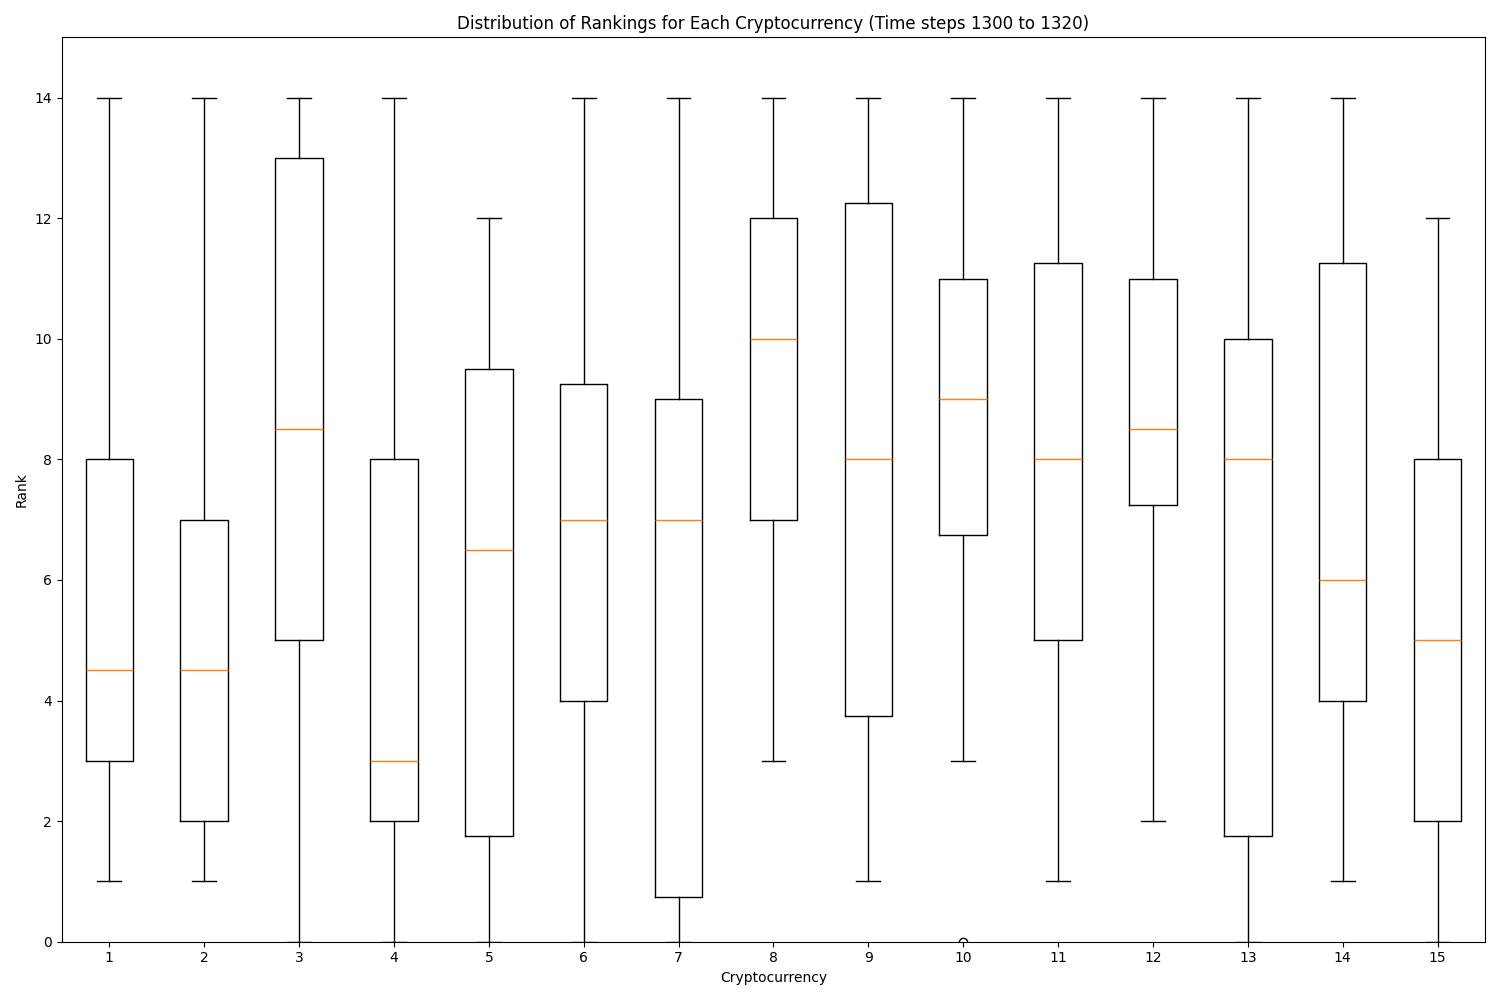 Distribution of Rankings for Each Cryptocurrency (Time steps 1300 to 1320)
Rank
14
12
10
8
6
4
2
0
1 2 3 4 5 6 7 8 9 10 11 12 13 14 15
Cryptocurrency